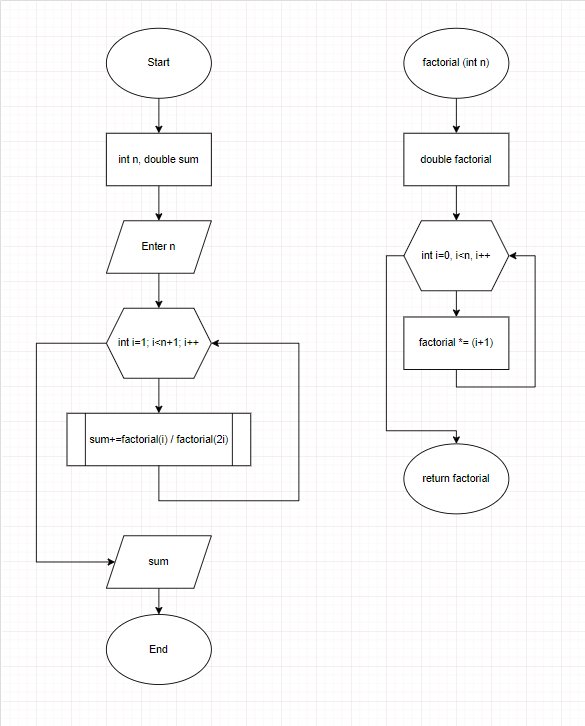 Start
int n, double sum
Enter n
int i=1; i<n+1; i++
sum+=factorial(i) / factorial(2i)
sum
End
factorial (int n)
double factorial
int i=0, i<n, i++
factorial *= (i+1)
return factorial